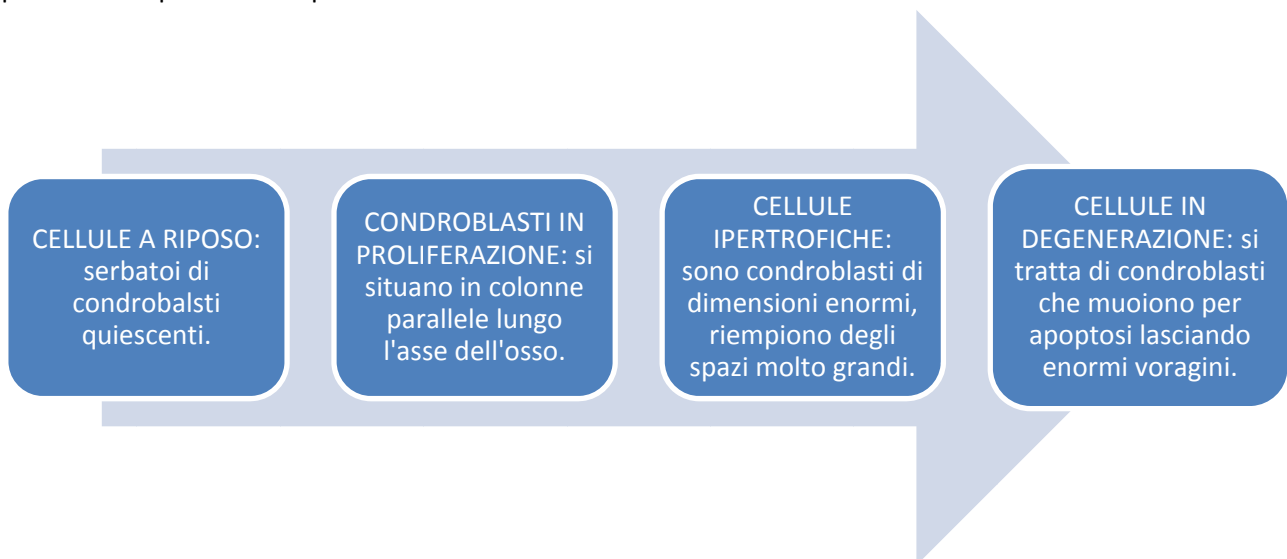 CELLULE A RIPOSO:
serbatoi di
condrobalsti
quiescenti.
CONDROBLASTI IN
PROLIFERAZIONE: si
situano in colonne
parallele lungo
l'asse dell'osso.
CELLULE
IPERTROFICHE:
sono condroblasti di
dimensioni enormi,
riempiono degli
spazi molto grandi.
CELLULE IN
DEGENERAZIONE: si
tratta di condroblasti
che muoiono per
apoptosi lasciando
enormi voragini.